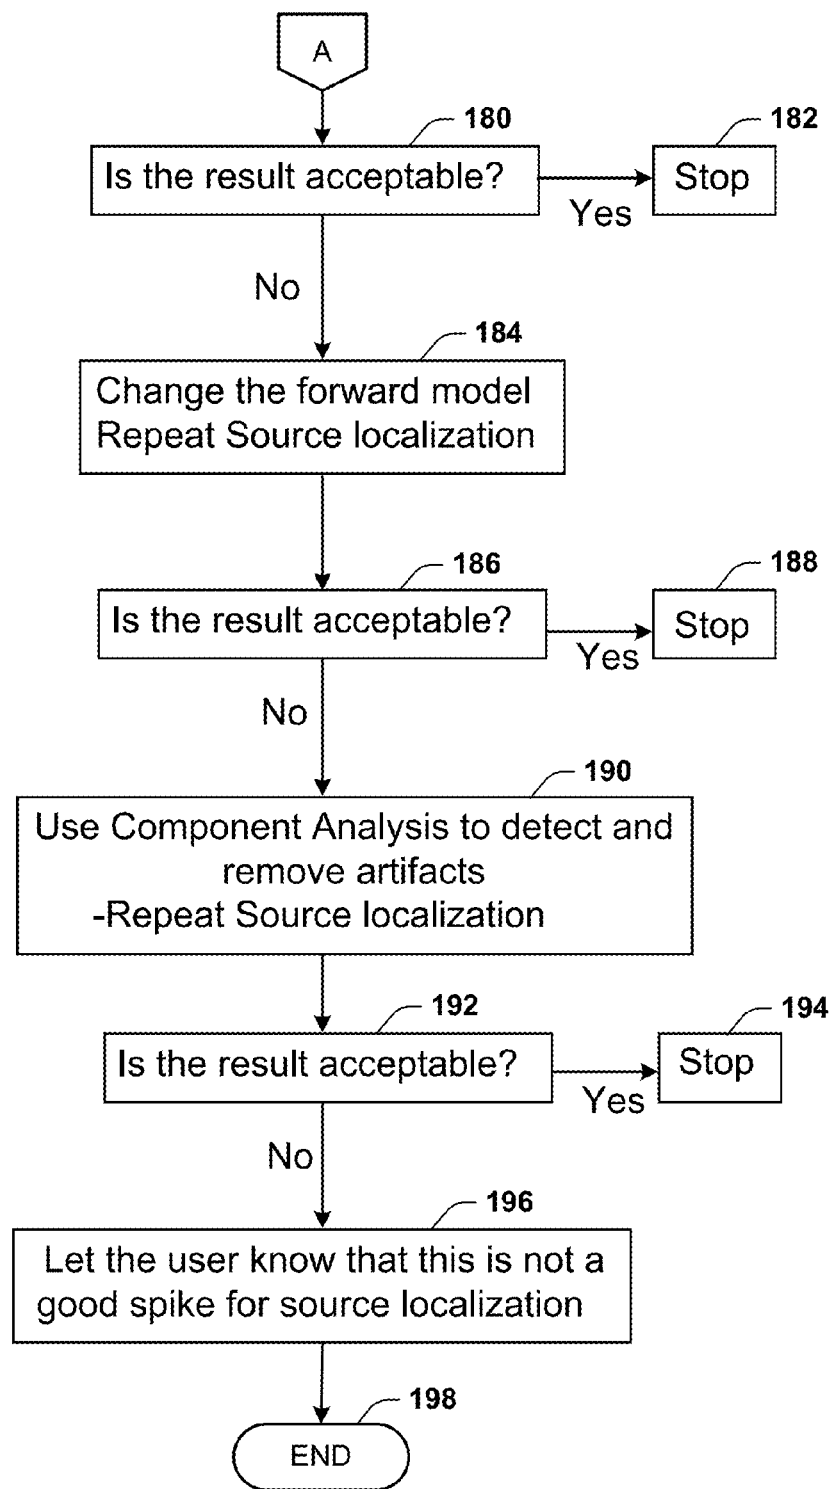 A
180
182
Is the result acceptable?
Stop
Yes
No
184
Change the forward model
Repeat Source localization
186
188
Is the result acceptable?
Stop
Yes
No
190
Use Component Analysis to detect and
remove artifacts
-Repeat Source localization
192
194
Is the result acceptable?
Stop
Yes
No
196
Let the user know that this is not a
good spike for source localization
198
END